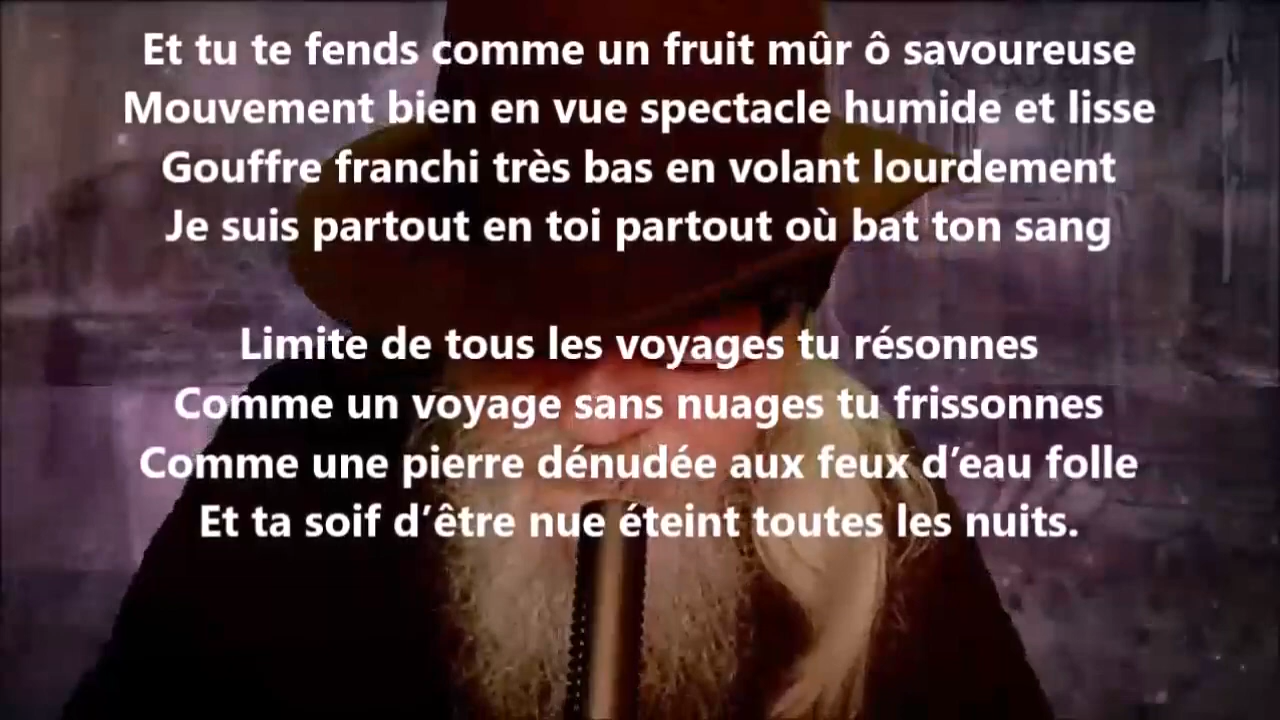 Et tu te fends comme un fruit mûr ô savoureuse
Mouvement bien en vue spectacle humide et lisse
Gouffre franchi très bas en volant lourdement
Je suis partout en toi partout où bat ton sang
Limite de tous les voyages tu résonnes
Comme un voyage sans nuages tu frissonnes
Comme une pierre dénudée aux feux d’eau folle
Et ta soif d’être nue éteint toutes les nuits.